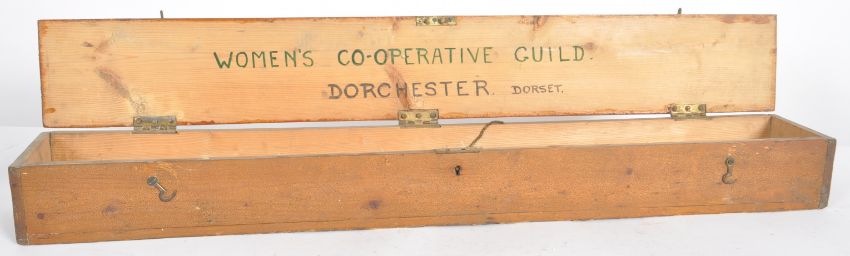 WOMEN'S CO-OPERATIVE GUILD.
DORCHESTER. DORSET.